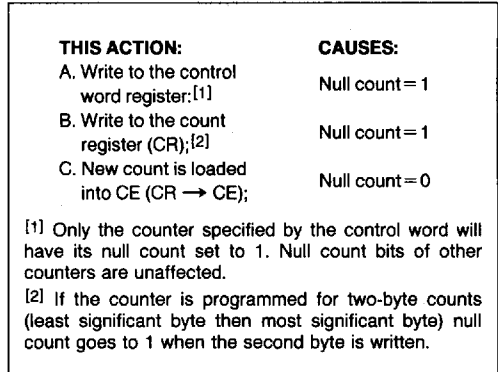 THIS ACTION: CAUSES:
A. Write to the control
word register:[1] Null count=1
B. Write to the count
register (CR);[2] Null count=1
C. New count is loaded
into CE (CR → CE); Null count=0
[1] Only the counter specified by the control word will
have its null count set to 1. Null count bits of other
counters are unaffected.
[2] If the counter is programmed for two-byte counts
(least significant byte then most significant byte) null
count goes to 1 when the second byte is written.